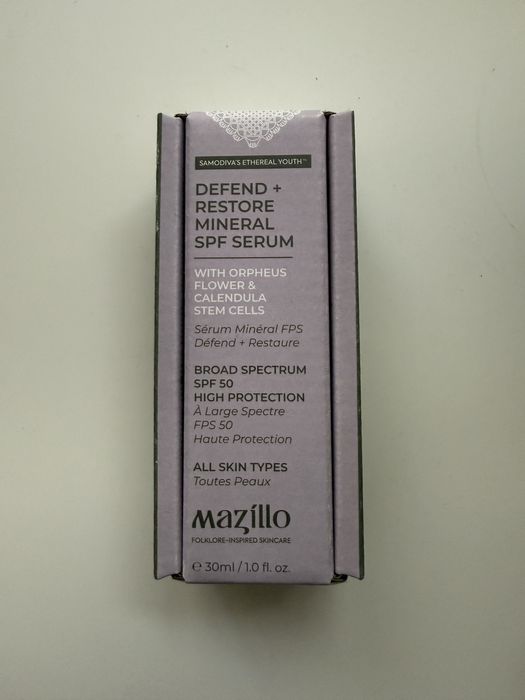 SAMODIVA'S ETHEREAL YOUTH™
DEFEND +
RESTORE
MINERAL
SPF SERUM
WITH ORPHEUS
FLOWER &
CALENDULA
STEM CELLS
Sérum Minéral FPS
Défend + Restaure
BROAD SPECTRUM
SPF 50
HIGH PROTECTION
À Large Spectre
FPS 50
Haute Protection
ALL SKIN TYPES
Toutes Peaux
mazillo
FOLKLORE-INSPIRED SKINCARE
℮ 30ml / 1.0 fl. oz.